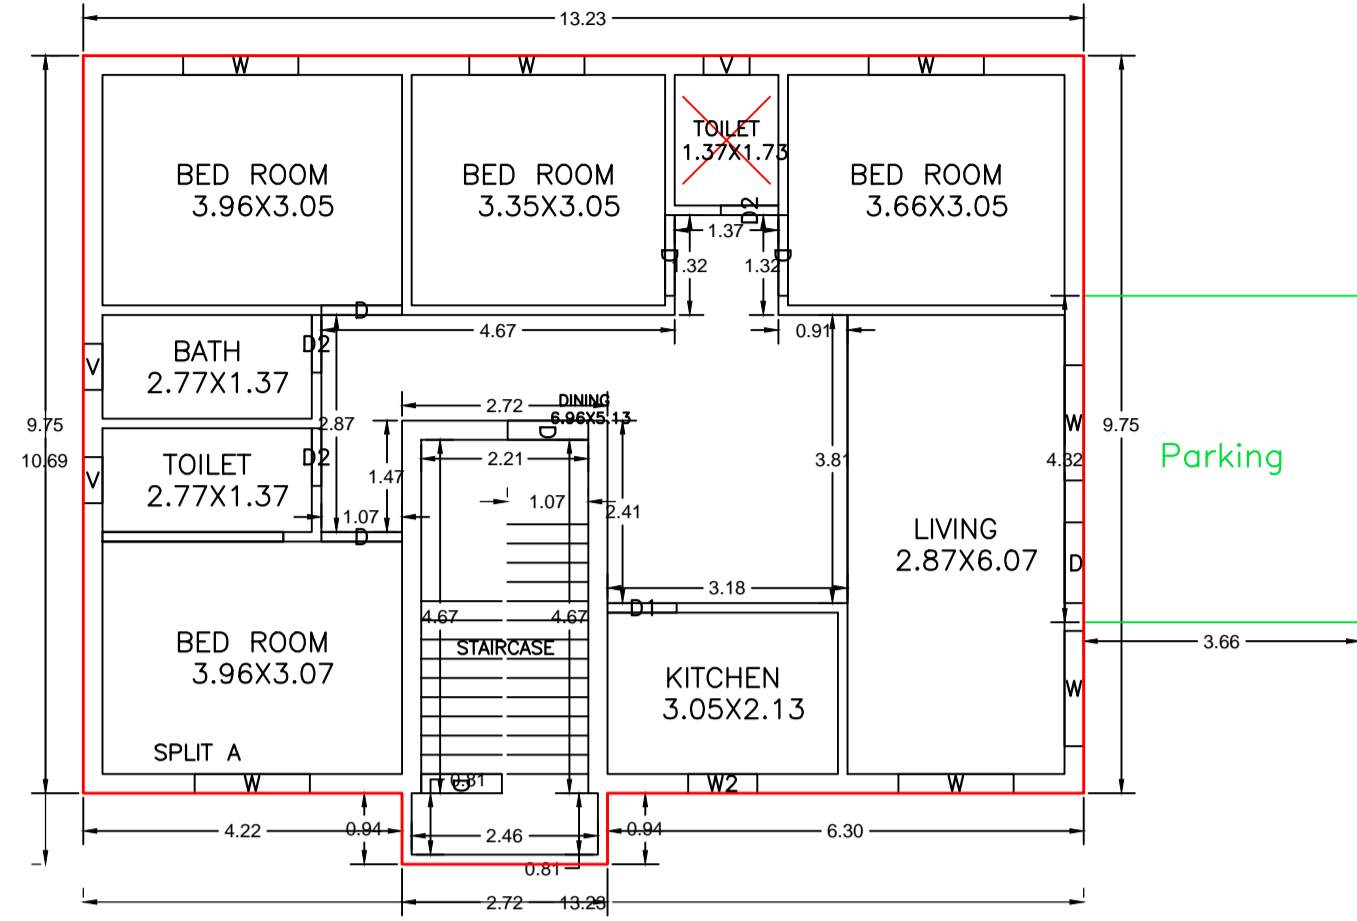 13.23
W
W
V
W
TOILET
1.37X1.73
BED ROOM
3.96X3.05
BED ROOM
3.35X3.05
BED ROOM
3.66X3.05
D2
1.37
D
1.32
1.32
D
D
4.67
0.91
D2
BATH
2.77X1.37
V
2.72
DINING
6.96X5.13
2.87
9.75
10.69
W
9.75
D
2.21
3.81
4.32
Parking
TOILET
2.77X1.37
D2
V
1.47
1.07
2.41
1.07
D
LIVING
2.87X6.07
D
3.18
D1
4.67
4.67
STAIRCASE
BED ROOM
3.96X3.07
KITCHEN
3.05X2.13
3.66
W
SPLIT A
W
D
0.81
W2
W
4.22
0.94
2.46
0.94
6.30
0.81
2.72
13.23